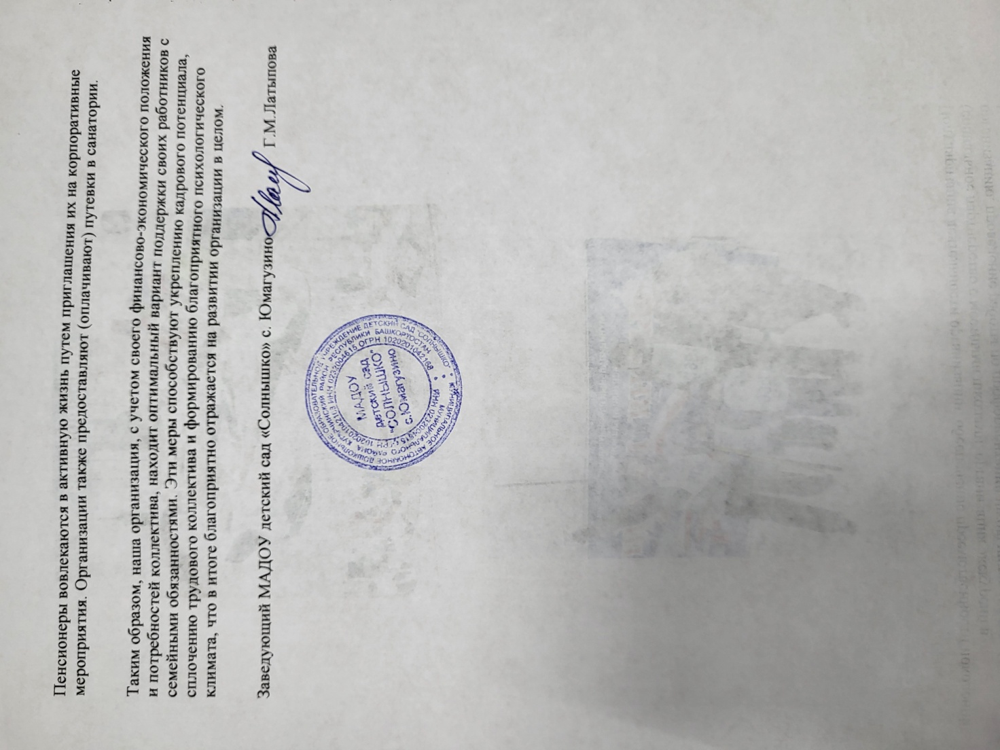 Пенсионеры вовлекаются в активную жизнь путем приглашения их на корпоративные
мероприятия. Организации также предоставляют (оплачивают) путевки в санатории.
Таким образом, наша организация, с учетом своего финансово-экономического положения
и потребностей коллектива, находит оптимальный вариант поддержки своих работников с
семейными обязанностями. Эти меры способствуют укреплению кадрового потенциала,
сплочению трудового коллектива и формированию благоприятного психологического
климата, что в итоге благоприятно отражается на развитии организации в целом.
Заведующий МАДОУ детский сад «Солнышко» с. Юмагузино Г.М.Латыпова
МАДОУ
детский сад
"СОЛНЫШКО"
с.Юмагузино